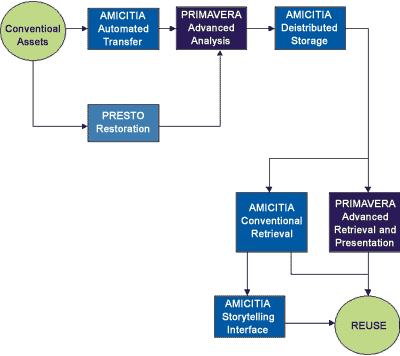 Conventioal
Assets
AMICITIA
Automated
Transfer
PRIMAVERA
Advanced
Analysis
AMICITIA
Deistributed
Storage
PRESTO
Restoration
AMICITIA
Conventional
Retrieval
PRIMAVERA
Advanced
Retrieval and
Presentation
AMICITIA
Storytelling
Interface
REUSE